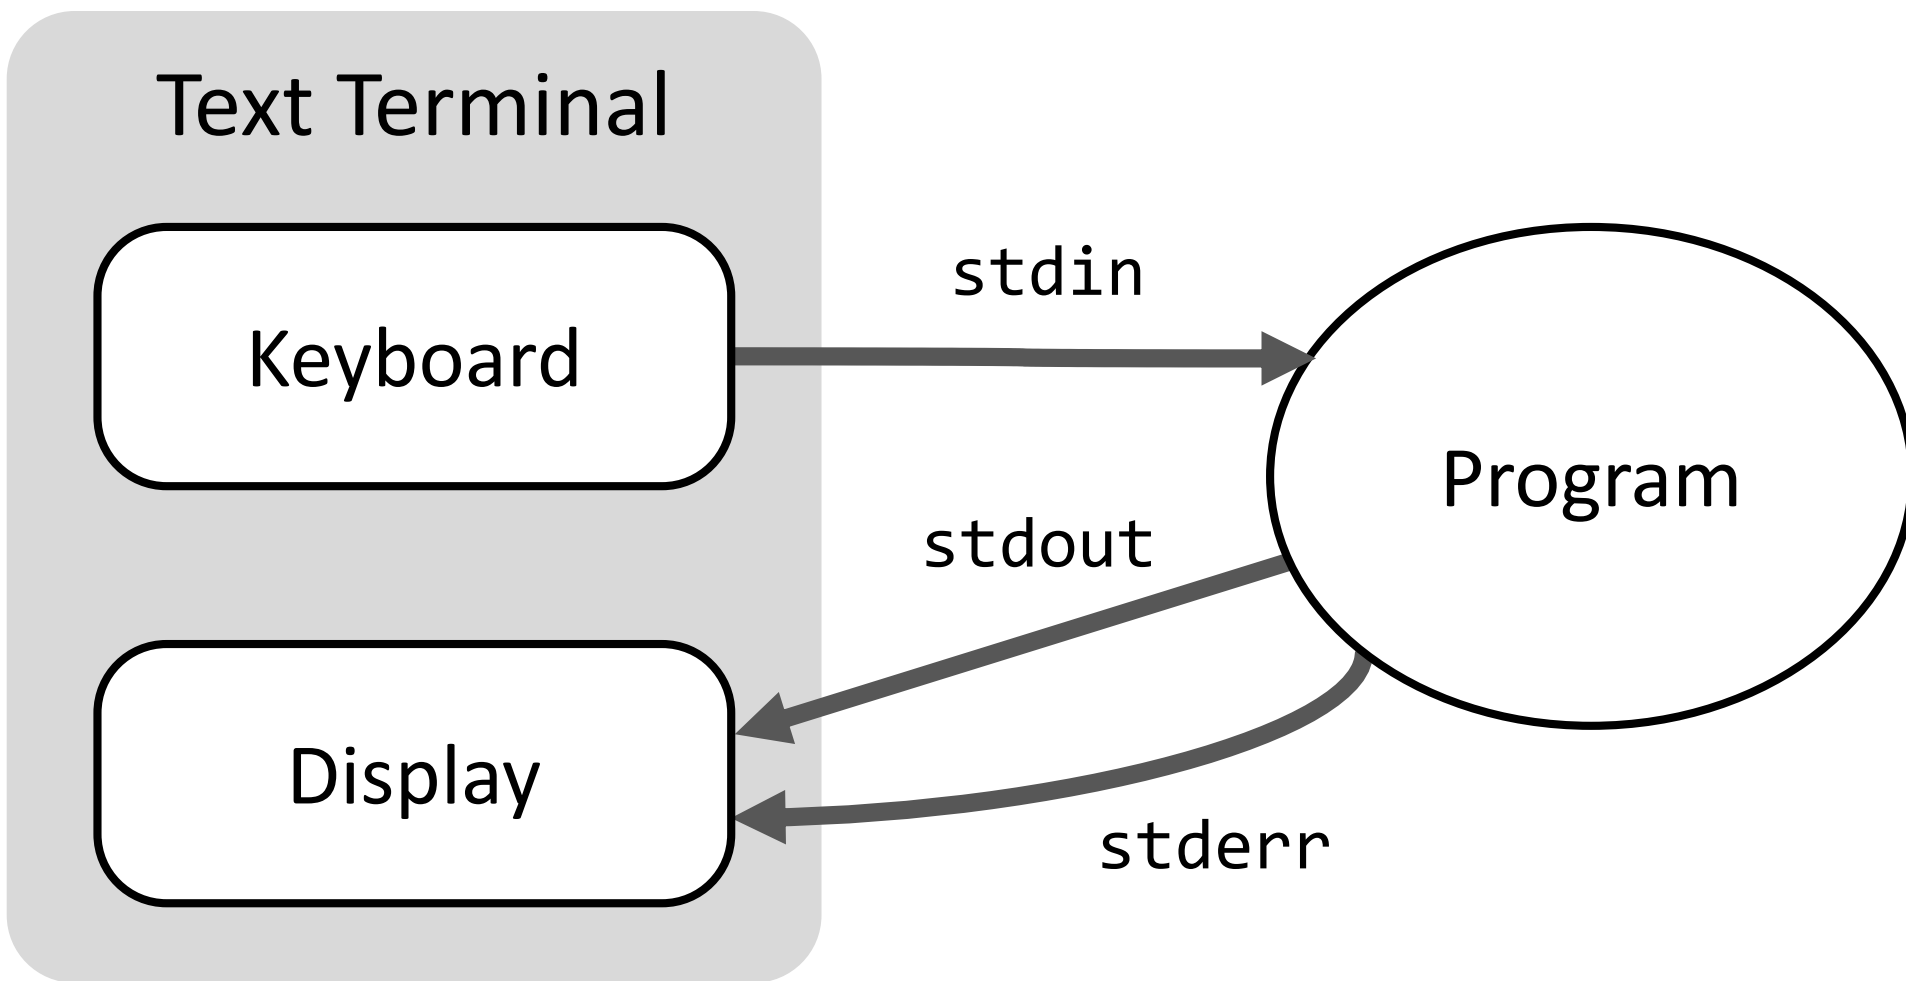 Text Terminal
Keyboard
stdin
Program
stdout
Display
stderr